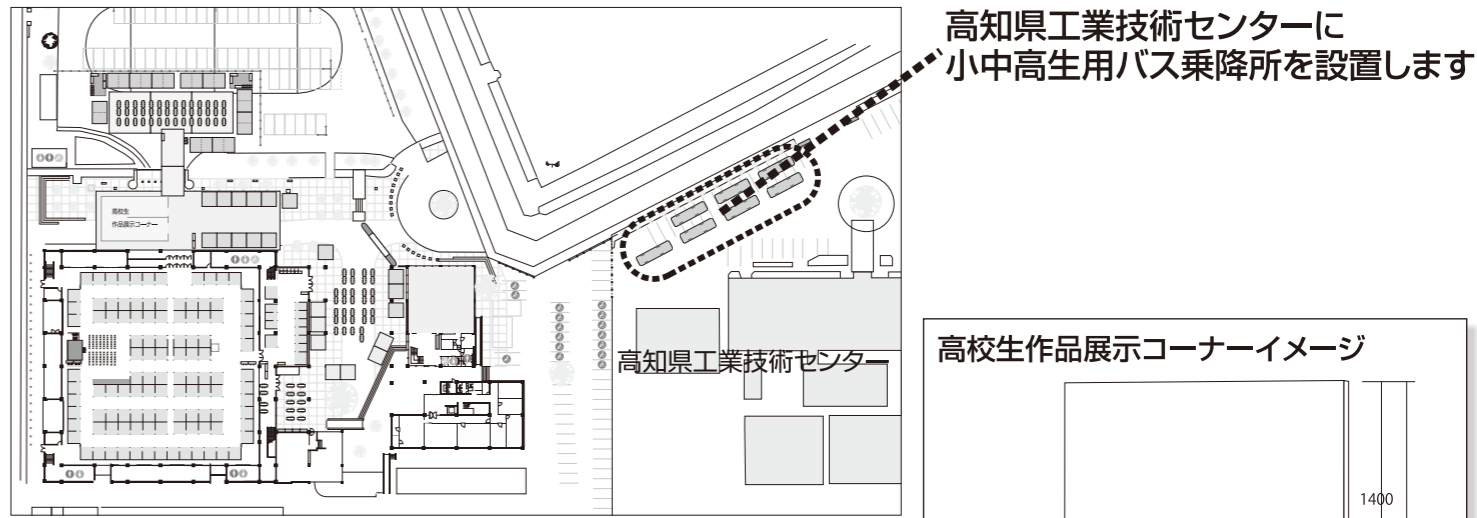 高知県工業技術センターに
小中高生用バス乗降所を設置します
高校生
作品展示コーナー
高知県工業技術センター
高校生作品展示コーナーイメージ
1400